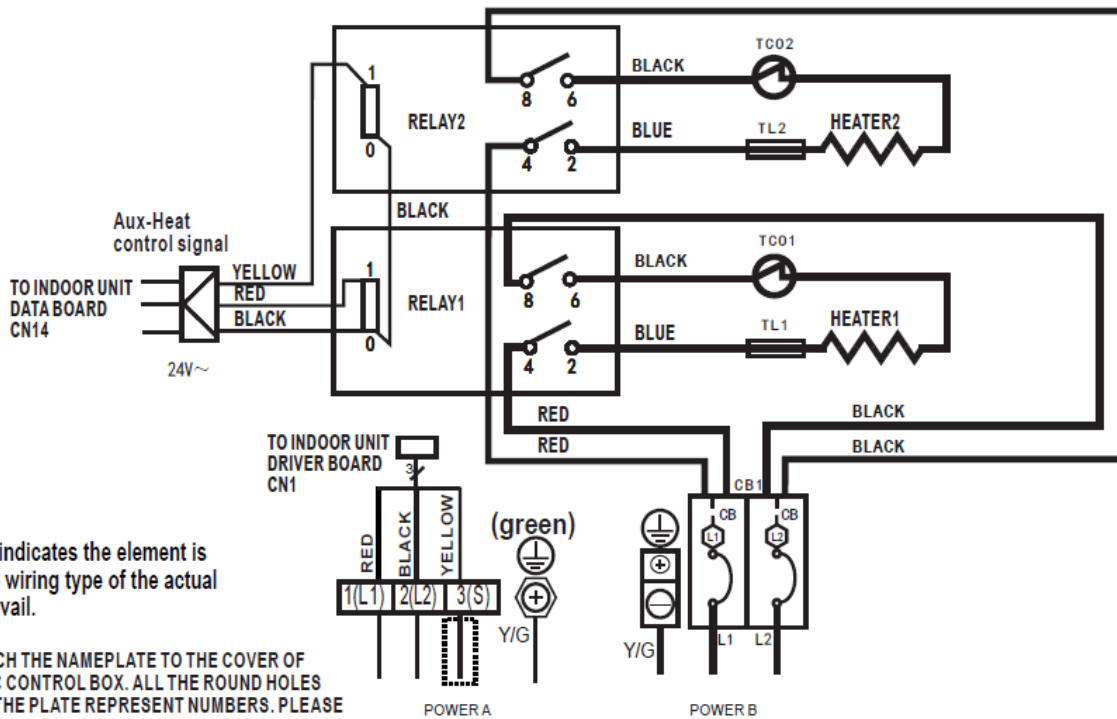 TCO2
BLACK
1
8 6
RELAY2
BLUE
TL2
HEATER2
0
4 2
BLACK
Aux-Heat
control signal
TCO1
YELLOW
BLACK
TO INDOOR UNIT
DATA BOARD
CN14
RED
1
8 6
RELAY1
BLACK
BLUE
TL1
HEATER1
0
4 2
24V～
RED
BLACK
RED
BLACK
TO INDOOR UNIT
DRIVER BOARD
CN1
3
CB1
CB
CB
L1
L2
(green)
RED
BLACK
YELLOW
indicates the element is
wiring type of the actual
vail.
1(L1) 2(L2) 3(S)
Y/G
Y/G
L1
L2
CH THE NAMEPLATE TO THE COVER OF
C CONTROL BOX. ALL THE ROUND HOLES
THE PLATE REPRESENT NUMBERS. PLEASE
POWER A
POWER B